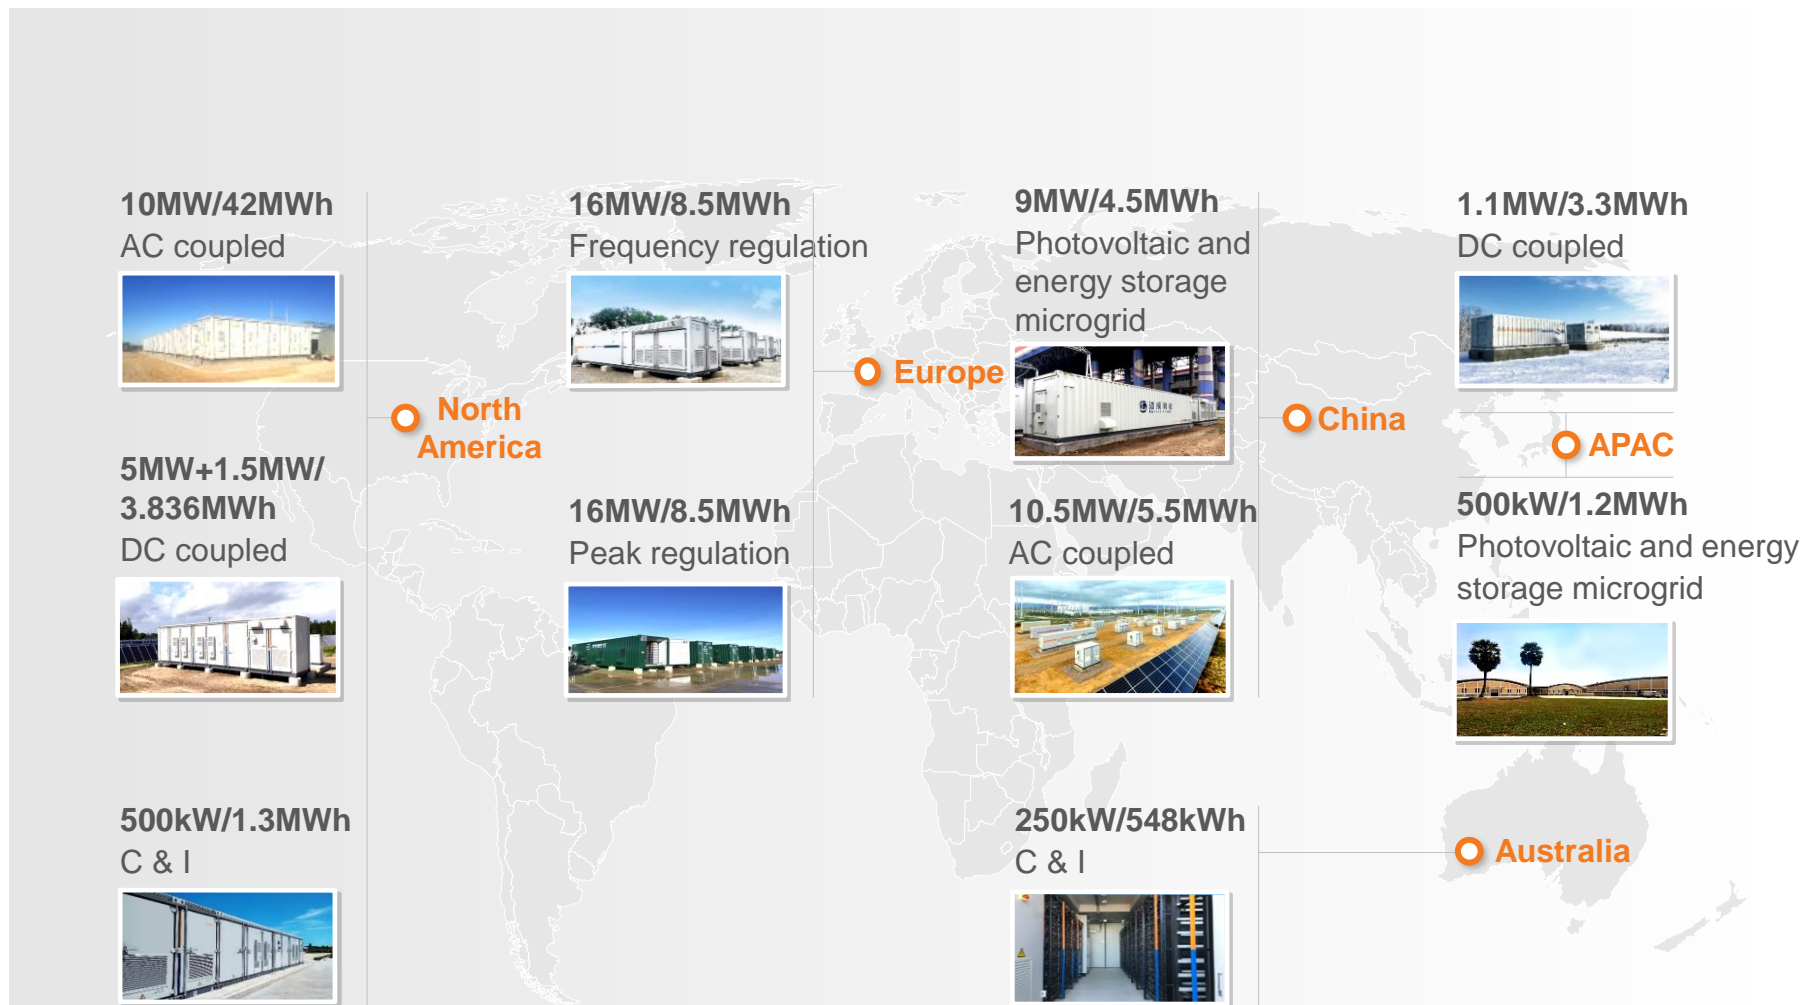 10MW/42MWh
AC coupled
North
America
5MW+1.5MW/
3.836MWh
DC coupled
500kW/1.3MWh
C & I
16MW/8.5MWh
Frequency regulation
Europe
16MW/8.5MWh
Peak regulation
9MW/4.5MWh
Photovoltaic and
energy storage
microgrid
China
10.5MW/5.5MWh
AC coupled
1.1MW/3.3MWh
DC coupled
APAC
500kW/1.2MWh
Photovoltaic and energy
storage microgrid
250kW/548kWh
C & I
Australia